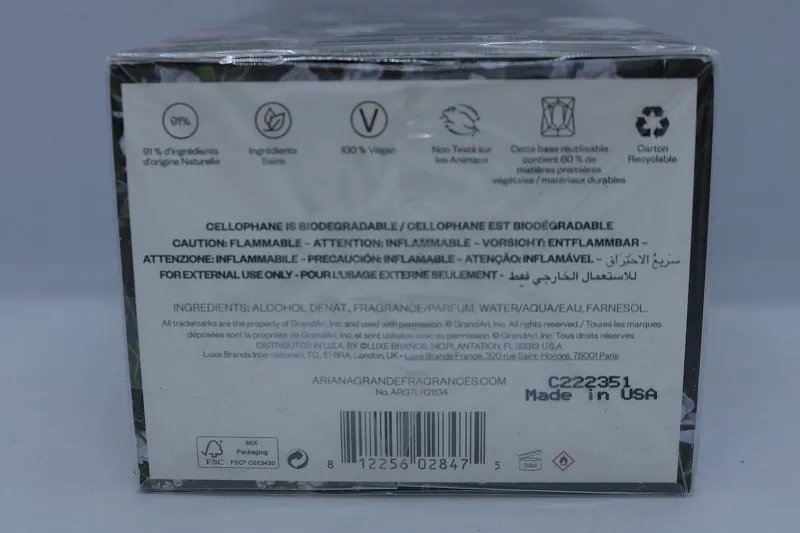 91%
91 % d'ingrédients
d'origine Naturelle
Ingrédients
Sains
V
100 % Vegan
Non Testé sur
les Animaux
Cette base réutilisable
contient 60 % de
matières premières
végétales / matériaux durables
Carton
Recyclable
CELLOPHANE IS BIODEGRADABLE / CELLOPHANE EST BIODÉGRADABLE
CAUTION: FLAMMABLE – ATTENTION: INFLAMMABLE – VORSICHT: ENTFLAMMBAR –
ATTENZIONE: INFLAMMABILE - PRECAUCIÓN: INFLAMABLE - ATENÇÃO: INFLAMÁVEL - سريع الاحتراق
FOR EXTERNAL USE ONLY - POUR L'USAGE EXTERNE SEULEMENT - للاستعمال الخارجي فقط
INGREDIENTS: ALCOHOL DENAT., FRAGRANCE/PARFUM, WATER/AQUA/EAU, FARNESOL.
All trademarks are the property of GrandAri, Inc. and used with permission. © GrandAri, Inc. All rights reserved. / Toutes les marques
déposées sont la propriété de GrandAri, Inc. et sont utilisées avec sa permission. © GrandAri, Inc. Tous droits réservés.
DISTRIBUTED IN U.S.A. BY ©LUXE BRANDS, INC. PLANTATION, FL 33313 U.S.A.
Luxe Brands International LTD., E1 8RA, London, UK - Luxe Brands France, 320 rue Saint-Honoré, 75001 Paris
ARIANAGRANDEFRAGRANCES.COM
C222351
Made in USA
FSC
MIX
Packaging
FSC® C013430
8 12256 02847 5
24M